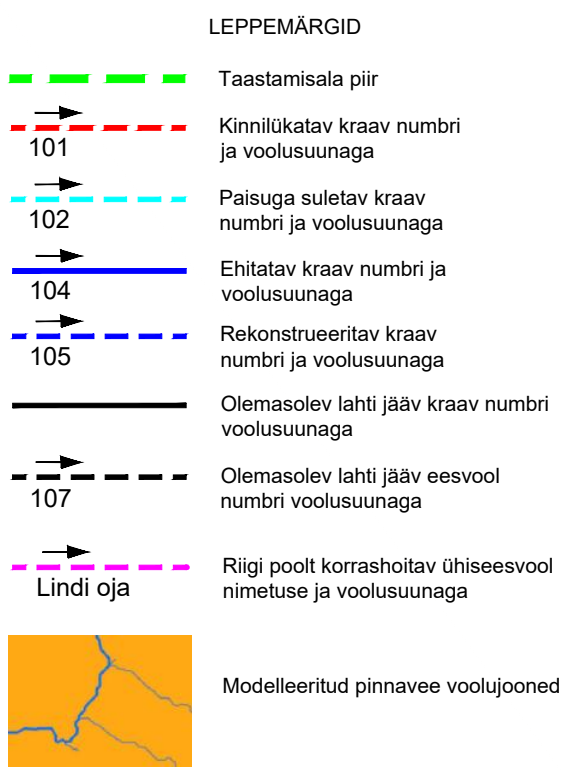 LEPPEMÄRGID
Taastamisala piir
101
Kinnilükatav kraav numbri
ja voolusuunaga
102
Paisuga suletav kraav
numbri ja voolusuunaga
104
Ehitatav kraav numbri ja
voolusuunaga
105
Rekonstrueeritav kraav
numbri ja voolusuunaga
Olemasolev lahti jääv kraav numbri
voolusuunaga
107
Olemasolev lahti jääv eesvool
numbri voolusuunaga
Lindi oja
Riigi poolt korrashoitav ühiseesvool
nimetuse ja voolusuunaga
Modelleeritud pinnavee voolujooned